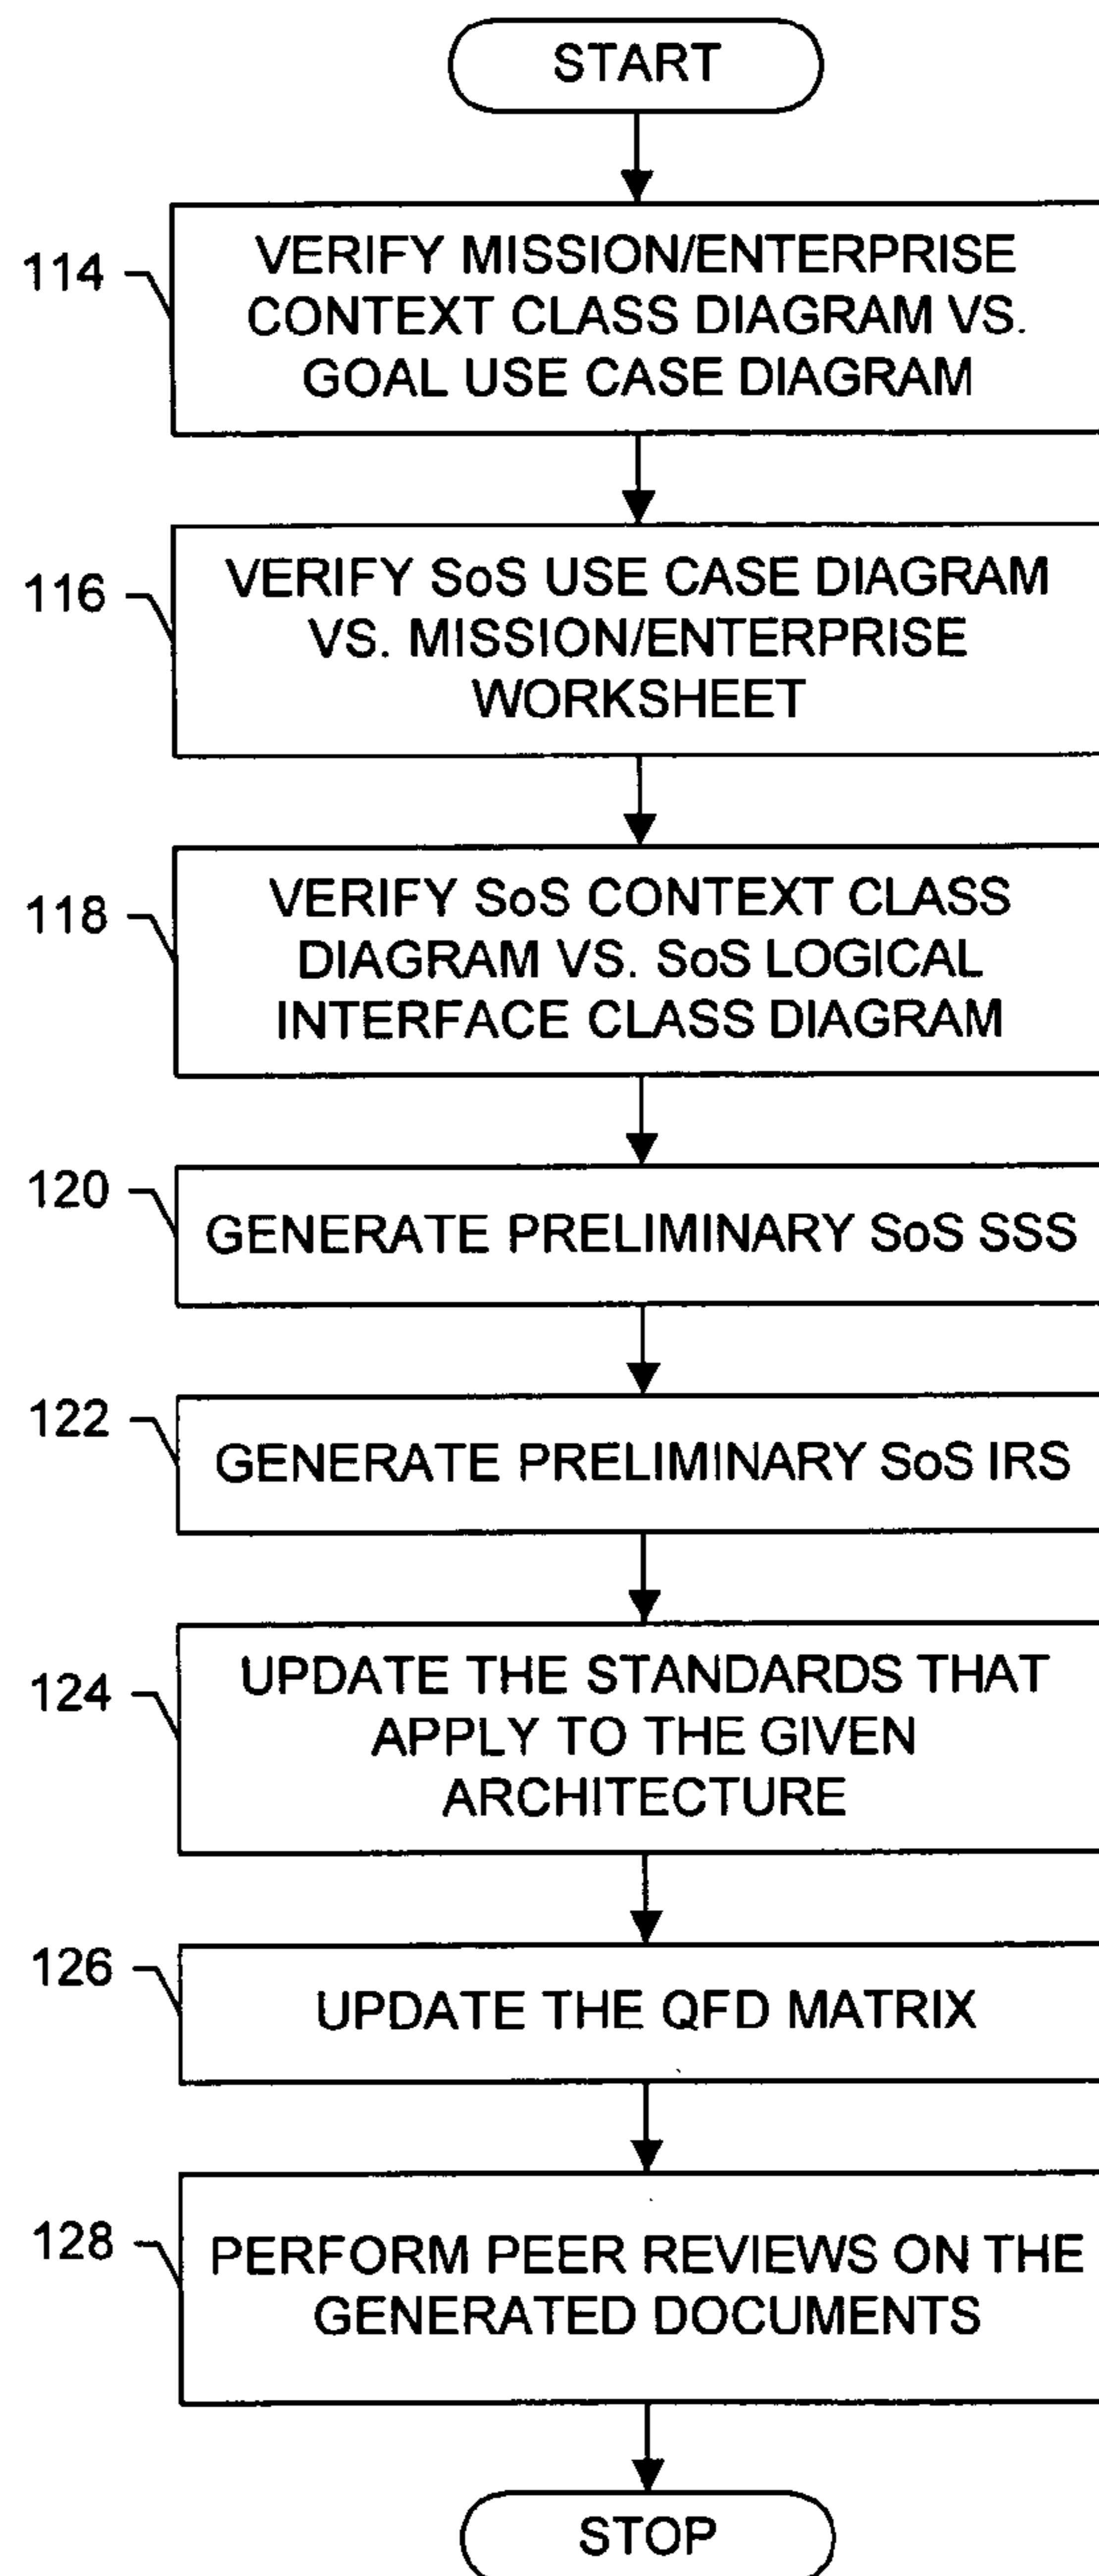 START
114
VERIFY MISSION/ENTERPRISE
CONTEXT CLASS DIAGRAM VS.
GOAL USE CASE DIAGRAM
116
VERIFY SoS USE CASE DIAGRAM
VS. MISSION/ENTERPRISE
WORKSHEET
118
VERIFY SoS CONTEXT CLASS
DIAGRAM VS. SoS LOGICAL
INTERFACE CLASS DIAGRAM
120
GENERATE PRELIMINARY SoS SSS
122
GENERATE PRELIMINARY SoS IRS
124
UPDATE THE STANDARDS THAT
APPLY TO THE GIVEN
ARCHITECTURE
126
UPDATE THE QFD MATRIX
128
PERFORM PEER REVIEWS ON THE
GENERATED DOCUMENTS
STOP